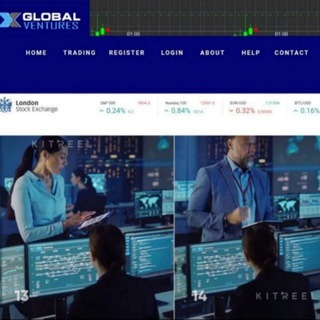 GLOBAL
VENTURES
01:00
01:00
HOME TRADING REGISTER LOGIN ABOUT HELP CONTACT
London
Stock Exchange
S&P 500
Nasdaq 100
EUR/USD
BTC/USD
0.24%
0.84%
0.32%
0.16%
KITREEL
13
14
KITREEL